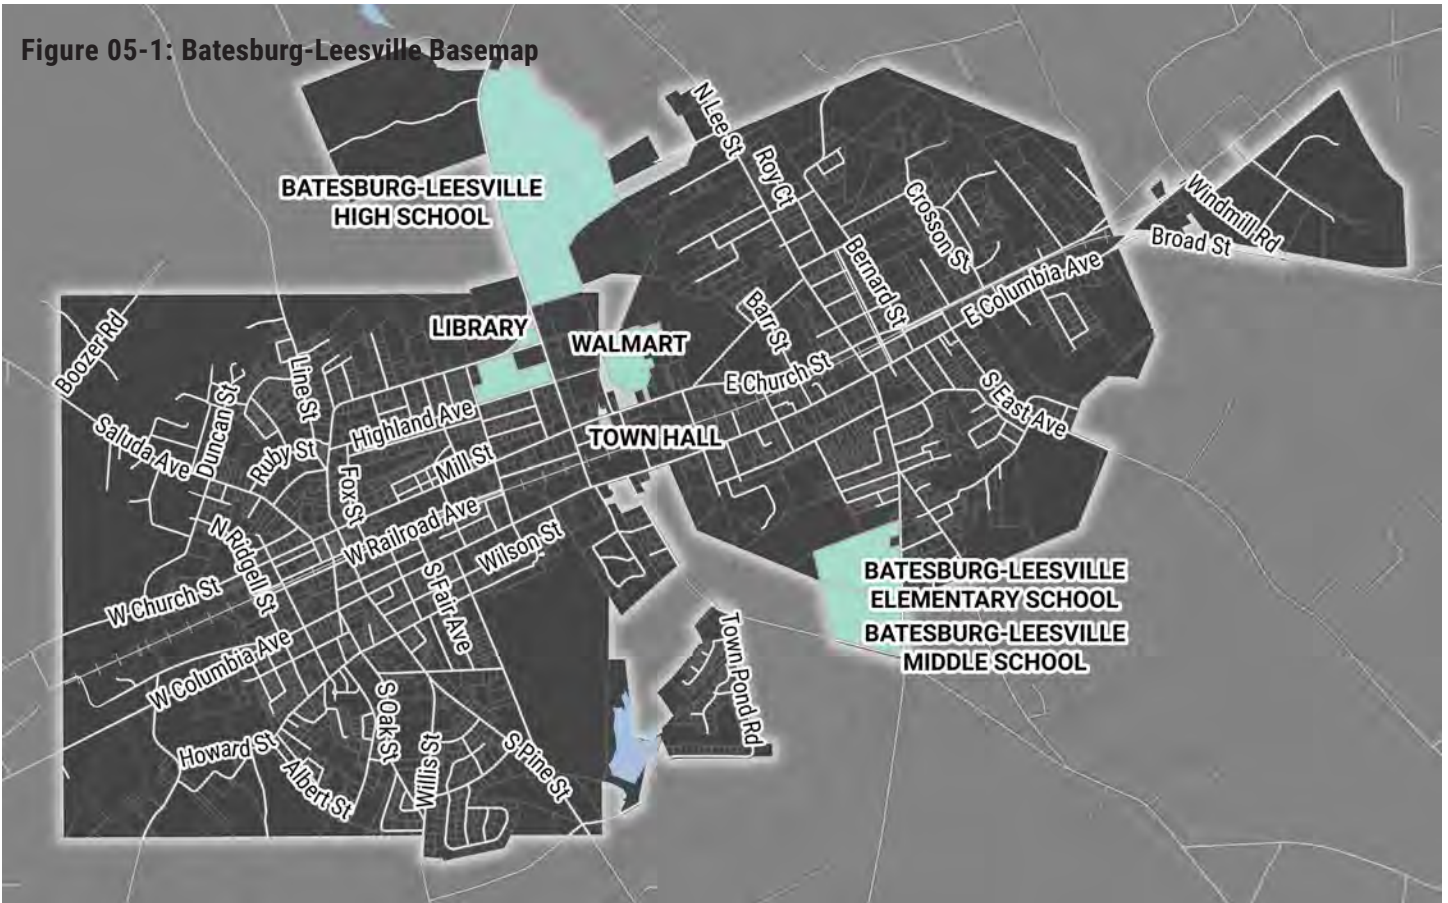 Figure 05-1: Batesburg-Leesville Basemap
N Lee St
Roy Ct
BATESBURG-LEESVILLE
HIGH SCHOOL
Crosson St
Windmill Rd
Broad St
Bernard St
E Columbia Ave
Barr St
LIBRARY
WALMART
Boozer Rd
Line St
E Church St
S East Ave
Duncan St
Highland Ave
TOWN HALL
Saluda Ave
Ruby St
Mill St
Fox St
W Railroad Ave
Wilson St
N Ridgell St
S Fair Ave
W Church St
BATESBURG-LEESVILLE
ELEMENTARY SCHOOL
BATESBURG-LEESVILLE
MIDDLE SCHOOL
W Columbia Ave
Town Pond Rd
S Oak St
Howard St
Willis St
S Pine St
Albert St